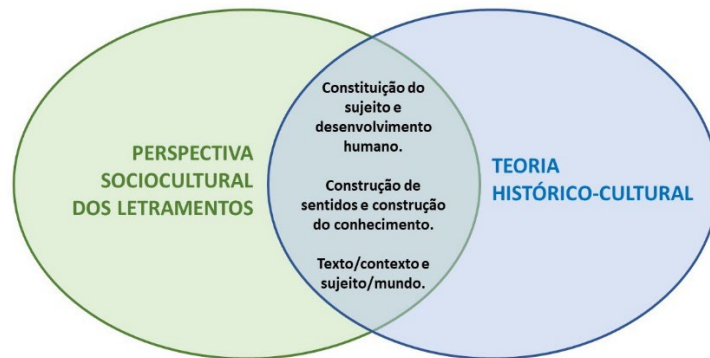 PERSPECTIVA
SOCIOCULTURAL
DOS LETRAMENTOS
Constituição do
sujeito e
desenvolvimento
humano.
Construção de
sentidos e construção
do conhecimento.
Texto/contexto e
sujeito/mundo.
TEORIA
HISTÓRICO-CULTURAL